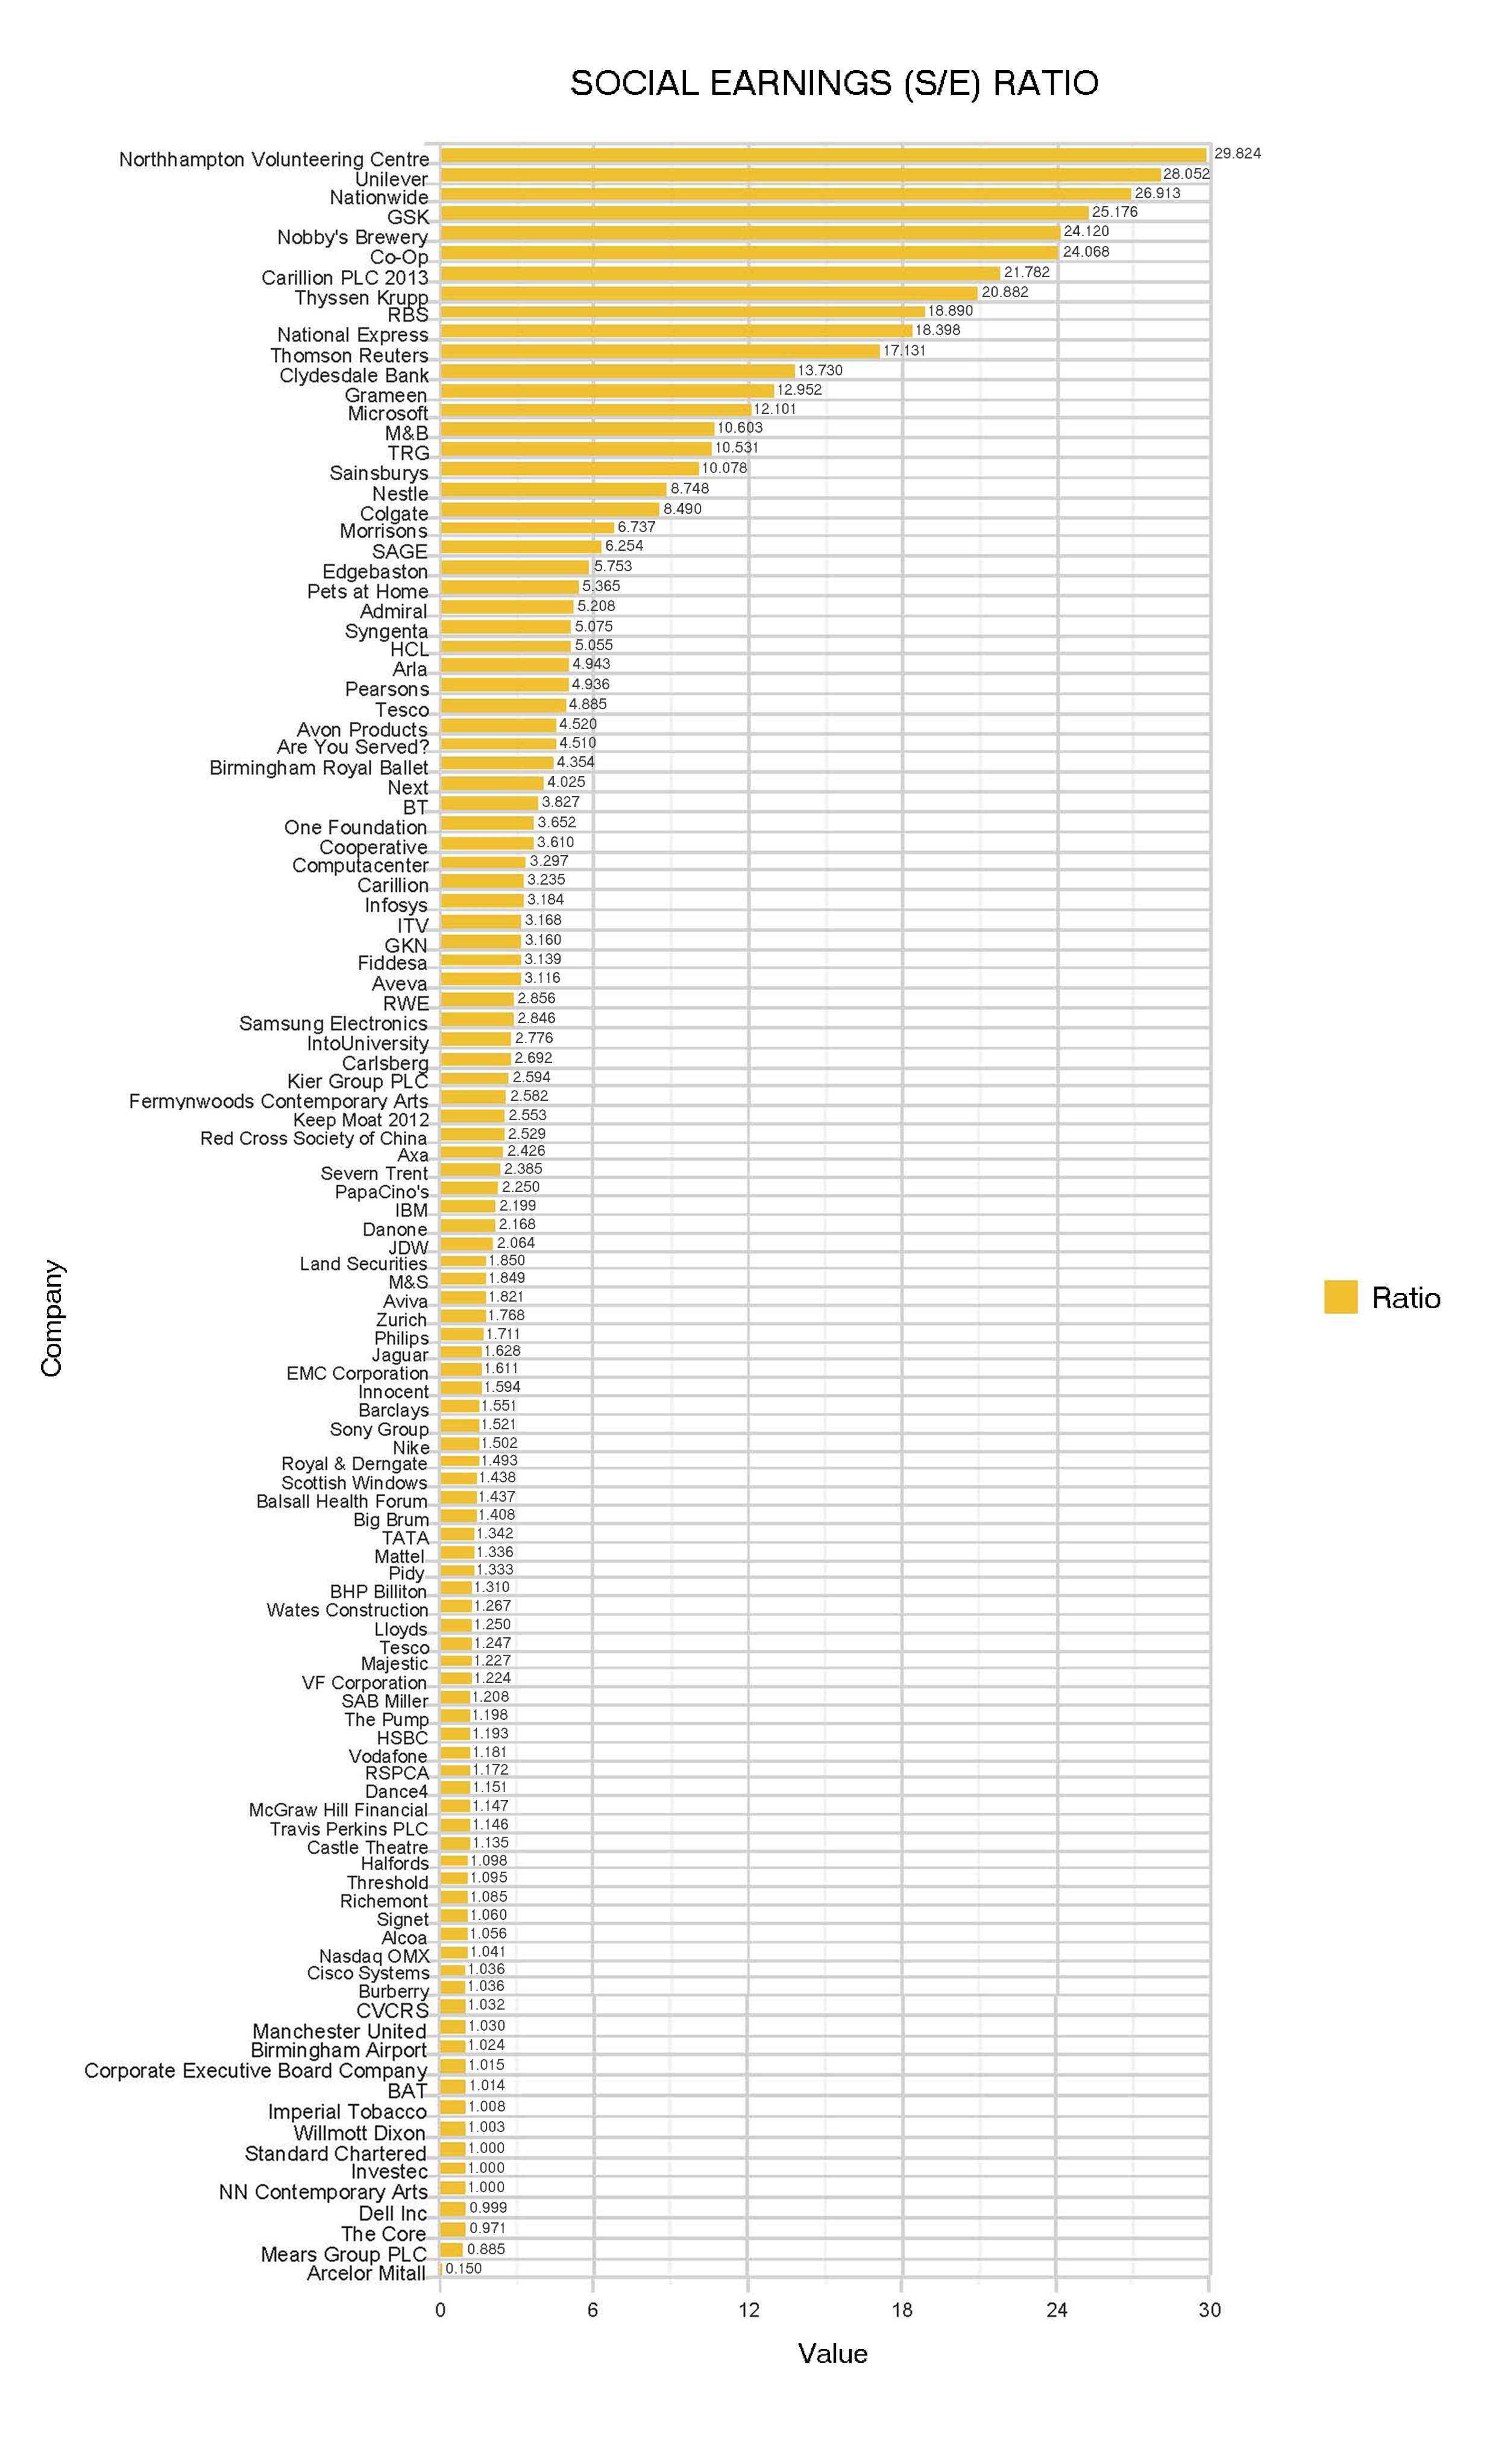 SOCIAL EARNINGS (S/E) RATIO
Northhampton Volunteering Centre 29.824
Unilever 28.052
Nationwide 26.913
GSK 25.176
Nobby's Brewery 24.120
Co-Op 24.068
Carillion PLC 2013 21.782
Thyssen Krupp 20.882
RBS 18.890
National Express 18.398
Thomson Reuters 17.131
Clydesdale Bank 13.730
Grameen 12.952
Microsoft 12.101
M&B 10.603
TRG 10.531
Sainsburys 10.078
Nestle 8.748
Colgate 8.490
Morrisons 6.737
SAGE 6.254
Edgebaston 5.753
Pets at Home 5.365
Admiral 5.208
Syngenta 5.075
HCL 5.055
Arla 4.943
Pearsons 4.936
Tesco 4.885
Avon Products 4.520
Are You Served? 4.510
Birmingham Royal Ballet 4.354
Next 4.025
BT 3.827
One Foundation 3.652
Cooperative 3.610
Computacenter 3.297
Carillion 3.235
Infosys 3.184
ITV 3.168
GKN 3.160
Fiddesa 3.139
Aveva 3.116
RWE 2.856
Samsung Electronics 2.846
IntoUniversity 2.776
Carlsberg 2.692
Kier Group PLC 2.594
Fermynwoods Contemporary Arts 2.582
Keep Moat 2012 2.553
Red Cross Society of China 2.529
Axa 2.426
Severn Trent 2.385
PapaCino's 2.250
IBM 2.199
Danone 2.168
JDW 2.064
Land Securities 1.850
M&S 1.849
Aviva 1.821
Zurich 1.768
Philips 1.711
Jaguar 1.628
EMC Corporation 1.611
Innocent 1.594
Barclays 1.551
Sony Group 1.521
Nike 1.502
Royal & Derngate 1.493
Scottish Windows 1.438
Balsall Health Forum 1.437
Big Brum 1.408
TATA 1.342
Mattel 1.336
Pidy 1.333
BHP Billiton 1.310
Wates Construction 1.267
Lloyds 1.250
Tesco 1.247
Majestic 1.227
VF Corporation 1.224
SAB Miller 1.208
The Pump 1.198
HSBC 1.193
Vodafone 1.181
RSPCA 1.172
Dance4 1.151
McGraw Hill Financial 1.147
Travis Perkins PLC 1.146
Castle Theatre 1.135
Halfords 1.098
Threshold 1.095
Richemont 1.085
Signet 1.060
Alcoa 1.056
Nasdaq OMX 1.041
Cisco Systems 1.036
Burberry 1.036
CVCRS 1.032
Manchester United 1.030
Birmingham Airport 1.024
Corporate Executive Board Company 1.015
BAT 1.014
Imperial Tobacco 1.008
Willmott Dixon 1.003
Standard Chartered 1.000
Investec 1.000
NN Contemporary Arts 1.000
Dell Inc 0.999
The Core 0.971
Mears Group PLC 0.885
Arcelor Mitall 0.150
0 6 12 18 24 30
Value
Company
Ratio